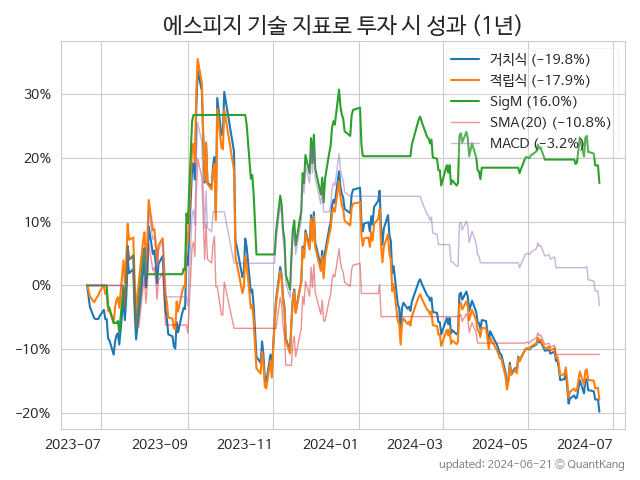 에스피지 기술 지표로 투자 시 성과 (1년)
거치식 (−19.8%)
적립식 (−17.9%)
SigM (16.0%)
SMA(20) (−10.8%)
MACD (−3.2%)
30%
20%
10%
0%
−10%
−20%
2023-07 2023-09 2023-11 2024-01 2024-03 2024-05 2024-07
updated: 2024-06-21 © QuantKang